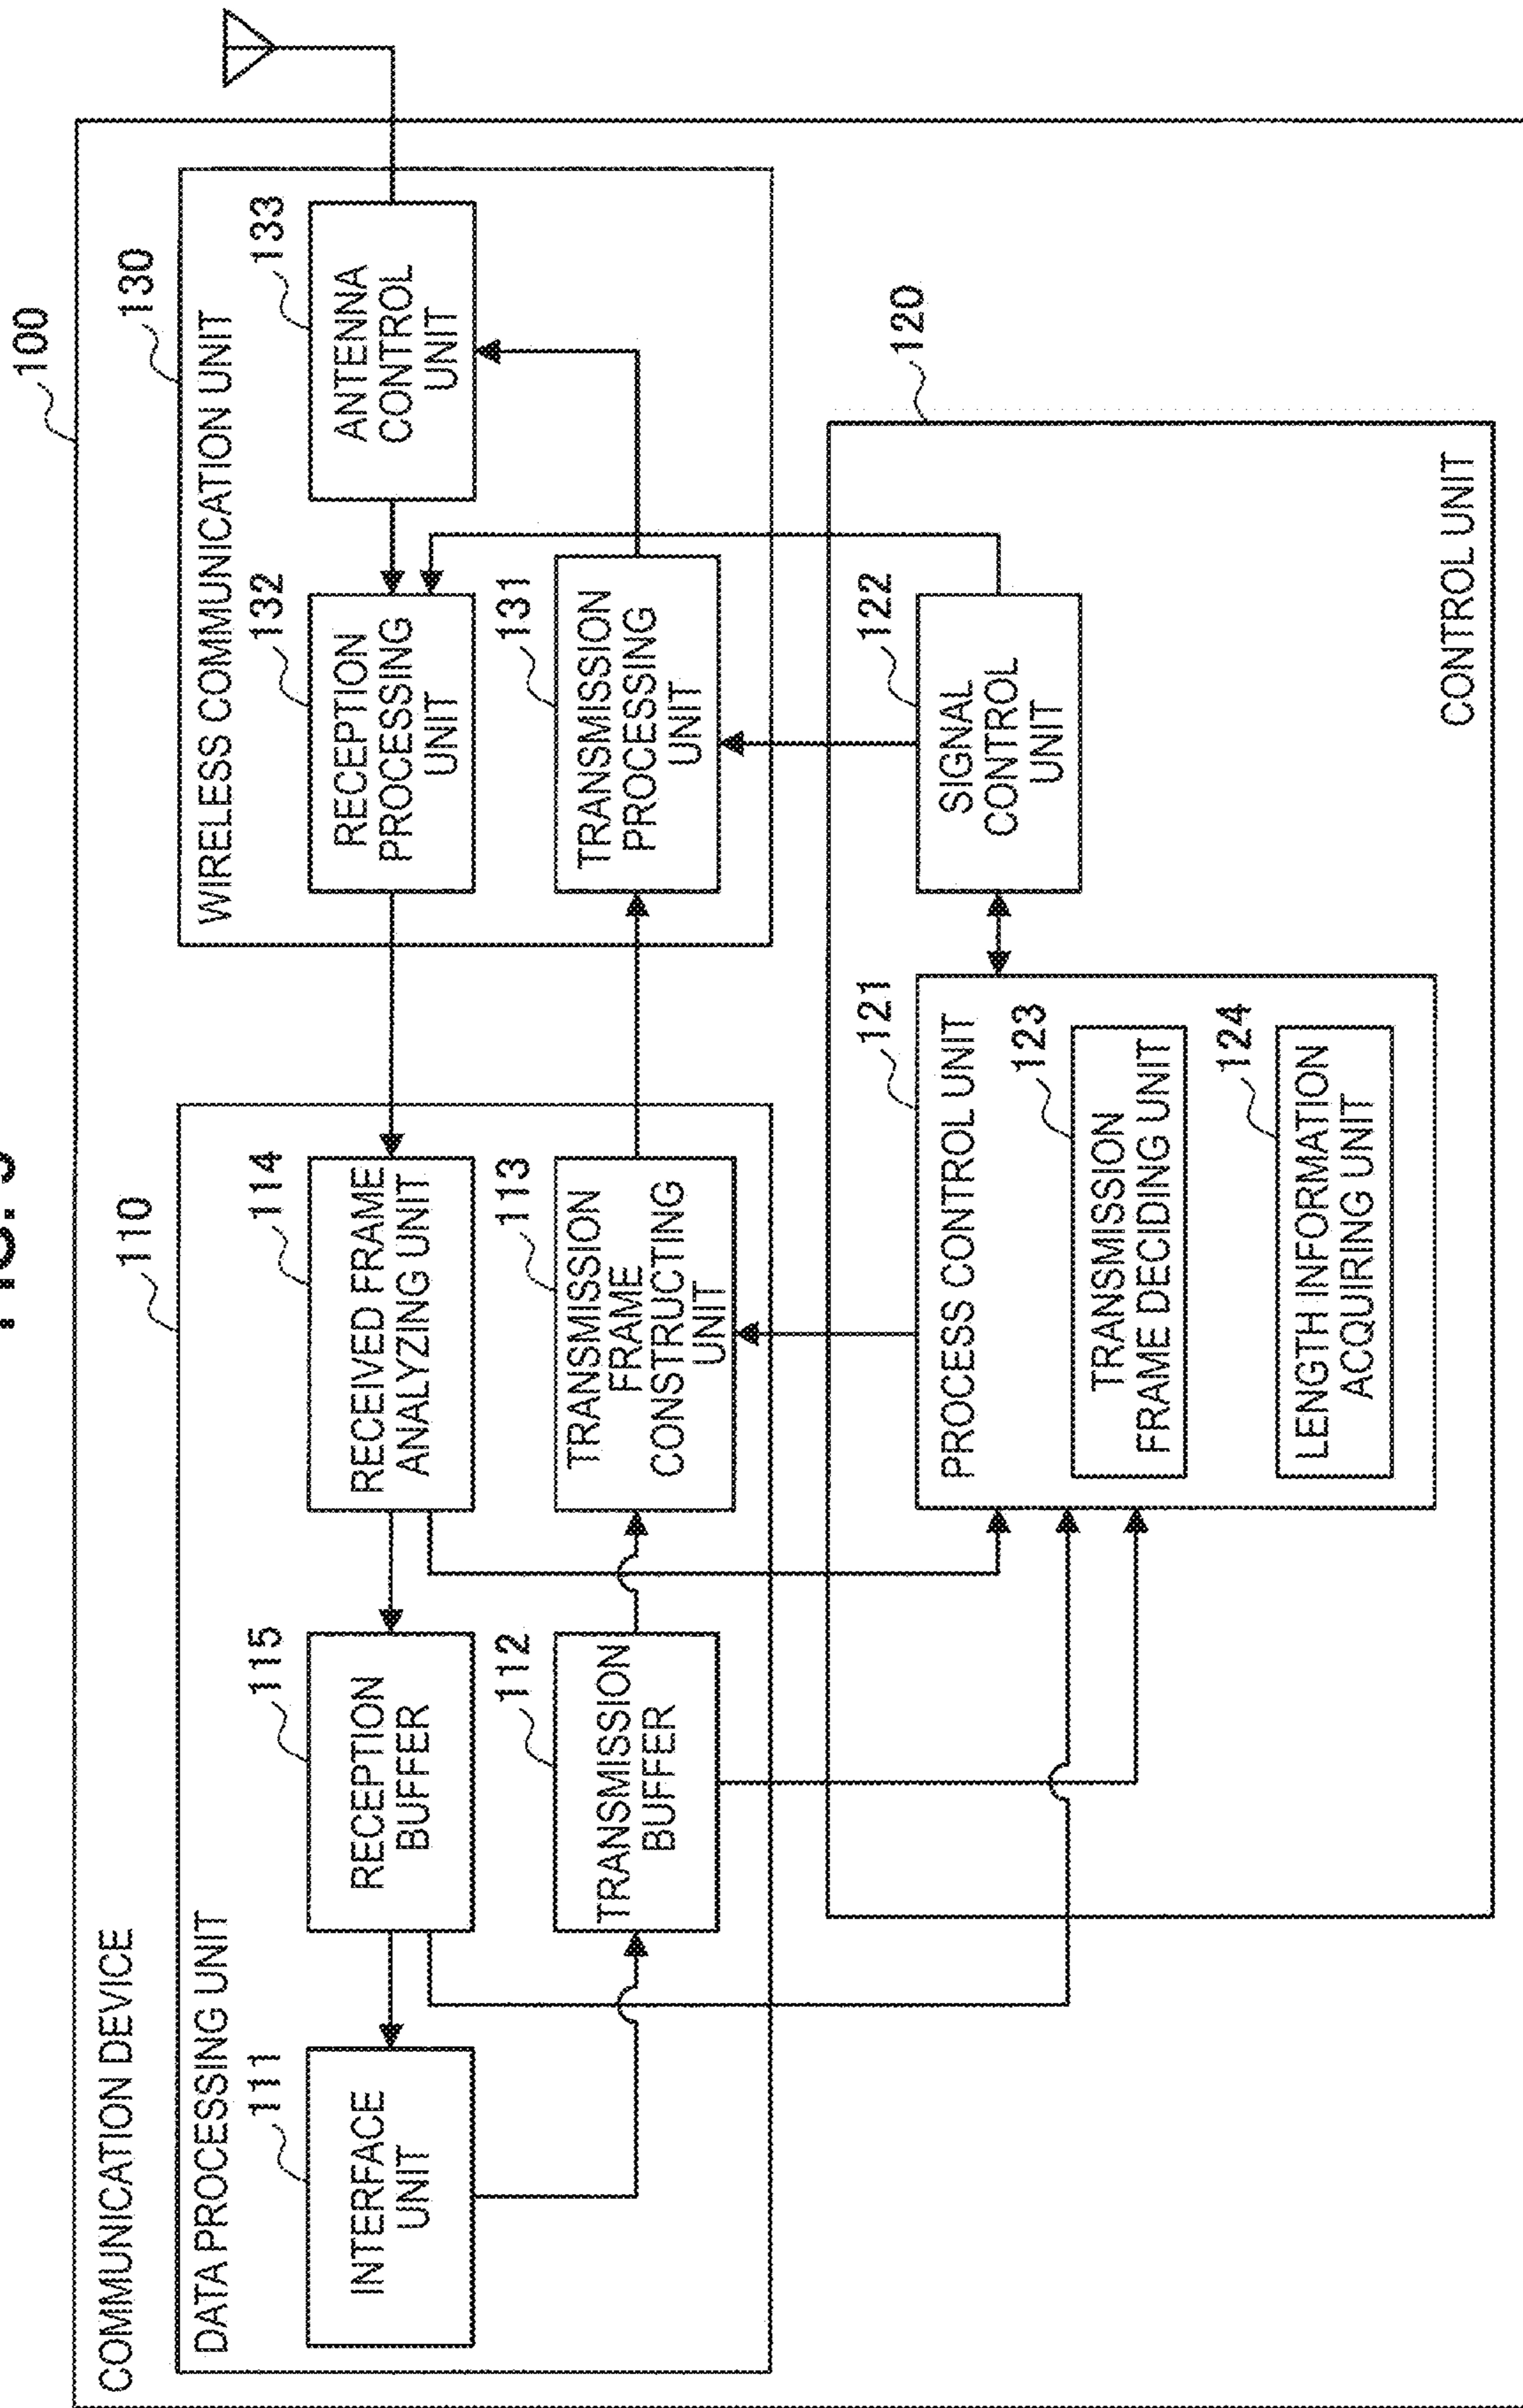 100
COMMUNICATION DEVICE
110
DATA PROCESSING UNIT
111
INTERFACE
UNIT
115
RECEPTION
BUFFER
114
RECEIVED FRAME
ANALYZING UNIT
112
TRANSMISSION
BUFFER
113
TRANSMISSION
FRAME
CONSTRUCTING
UNIT
130
WIRELESS COMMUNICATION UNIT
132
RECEPTION
PROCESSING
UNIT
133
ANTENNA
CONTROL
UNIT
131
TRANSMISSION
PROCESSING
UNIT
120
121
PROCESS CONTROL UNIT
123
TRANSMISSION
FRAME DECIDING UNIT
124
LENGTH INFORMATION
ACQUIRING UNIT
122
SIGNAL
CONTROL
UNIT
CONTROL UNIT